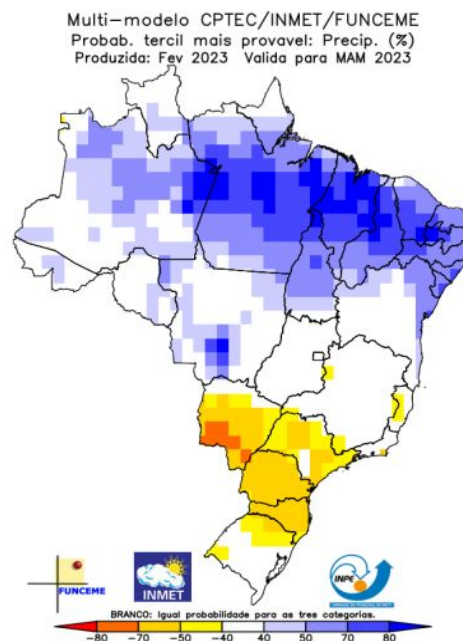 Multi-modelo CPTEC/INMET/FUNCEME
Probab. tercil mais provavel: Precip. (%)
Produzida: Fev 2023 Valida para MAM 2023
FUNCEME
INMET
INPE
BRANCO: Igual probabilidade para as tres categorias.
-80 -70 -50 -40 40 50 70 80